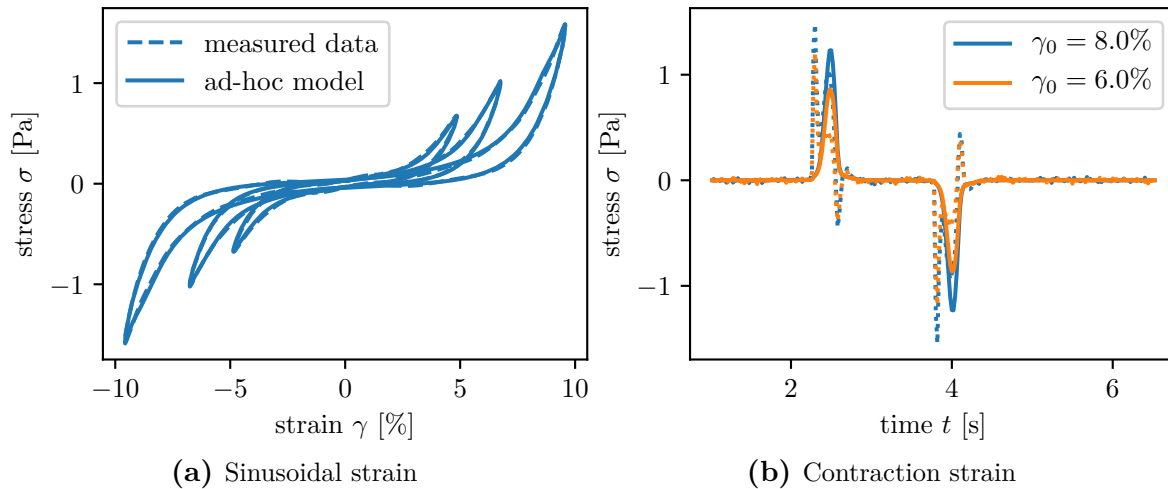 measured data
ad-hoc model
1
0
−1
stress σ [Pa]
−10
−5
0
5
10
strain γ [%]
(a) Sinusoidal strain
γ₀ = 8.0%
γ₀ = 6.0%
1
0
−1
stress σ [Pa]
2
4
6
time t [s]
(b) Contraction strain